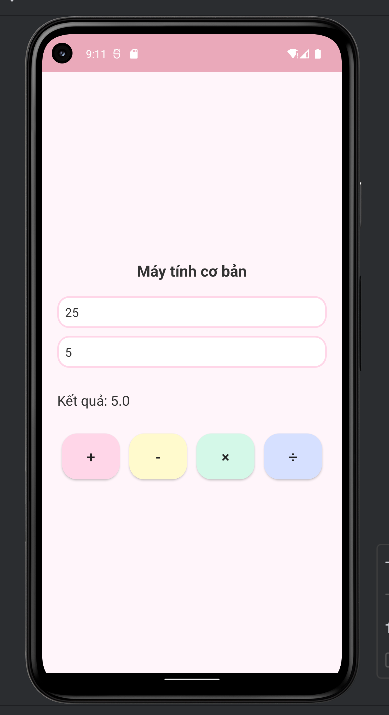 9:11
Máy tính cơ bản
25
5
Kết quả: 5.0
+ - × ÷